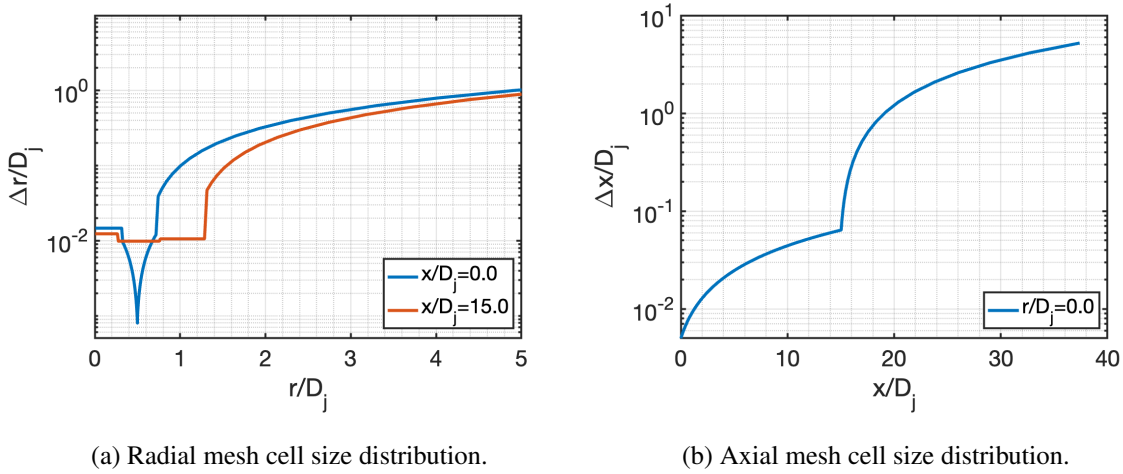 10^0
10^-2
Δr/D_j
0 1 2 3 4 5
r/D_j
x/D_j=0.0
x/D_j=15.0
10^1
10^0
10^-1
10^-2
Δx/D_j
0 10 20 30 40
x/D_j
r/D_j=0.0
(a) Radial mesh cell size distribution.
(b) Axial mesh cell size distribution.